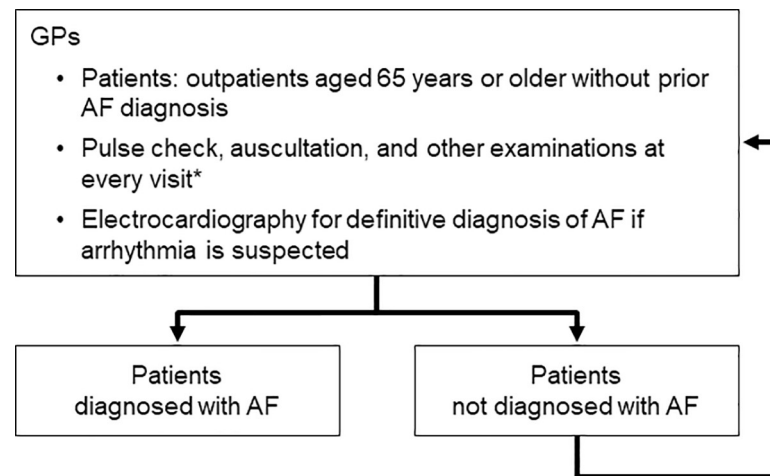 GPs
• Patients: outpatients aged 65 years or older without prior
AF diagnosis
• Pulse check, auscultation, and other examinations at
every visit*
• Electrocardiography for definitive diagnosis of AF if
arrhythmia is suspected
Patients
diagnosed with AF
Patients
not diagnosed with AF